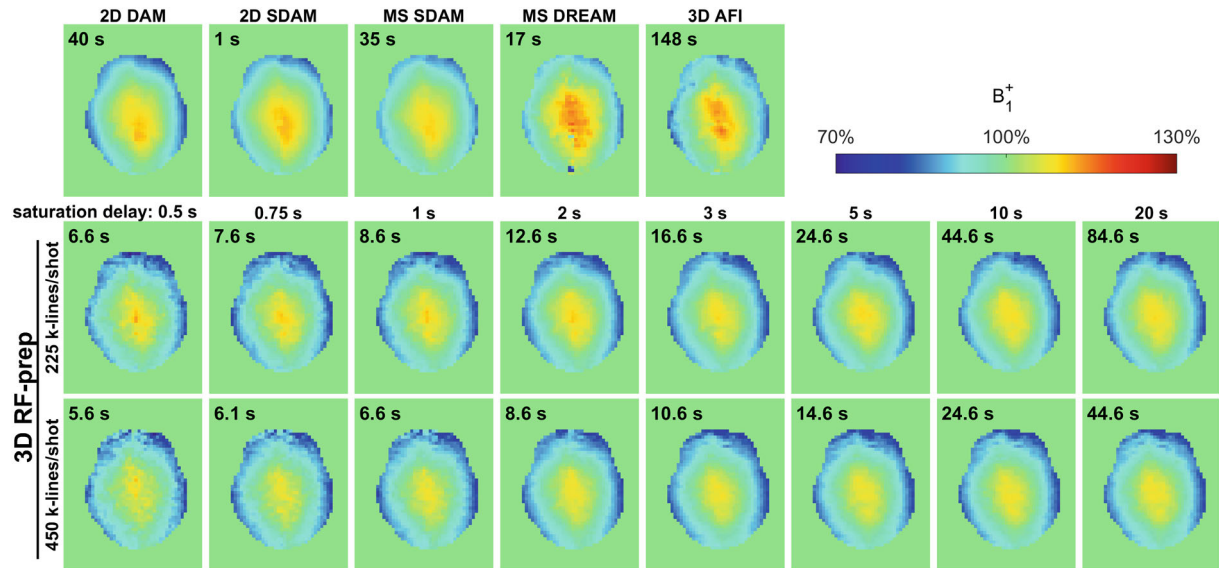 2D DAM 2D SDAM MS SDAM MS DREAM 3D AFI
40 s 1 s 35 s 17 s 148 s
B1+
70% 100% 130%
saturation delay: 0.5 s 0.75 s 1 s 2 s 3 s 5 s 10 s 20 s
6.6 s 7.6 s 8.6 s 12.6 s 16.6 s 24.6 s 44.6 s 84.6 s
3D RF-prep
225 k-lines/shot
5.6 s 6.1 s 6.6 s 8.6 s 10.6 s 14.6 s 24.6 s 44.6 s
450 k-lines/shot